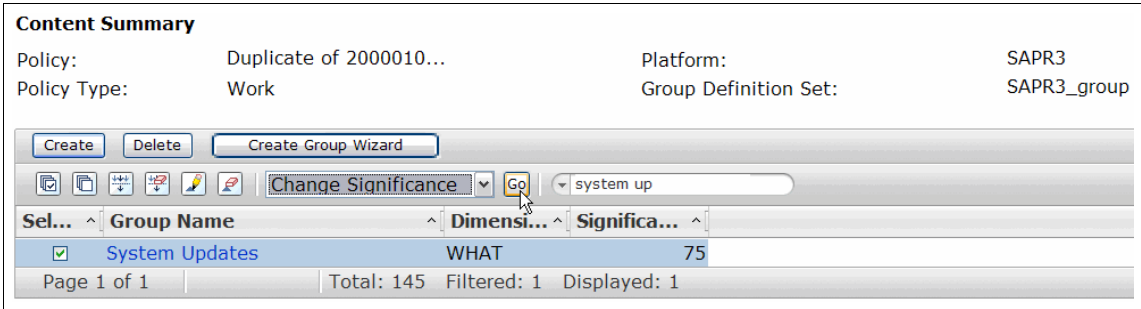 Content Summary
Policy: Duplicate of 2000010... Platform: SAPR3
Policy Type: Work Group Definition Set: SAPR3_group
Create Delete Create Group Wizard
Change Significance Go system up
Sel... Group Name Dimensi... Significa...
System Updates WHAT 75
Page 1 of 1 Total: 145 Filtered: 1 Displayed: 1